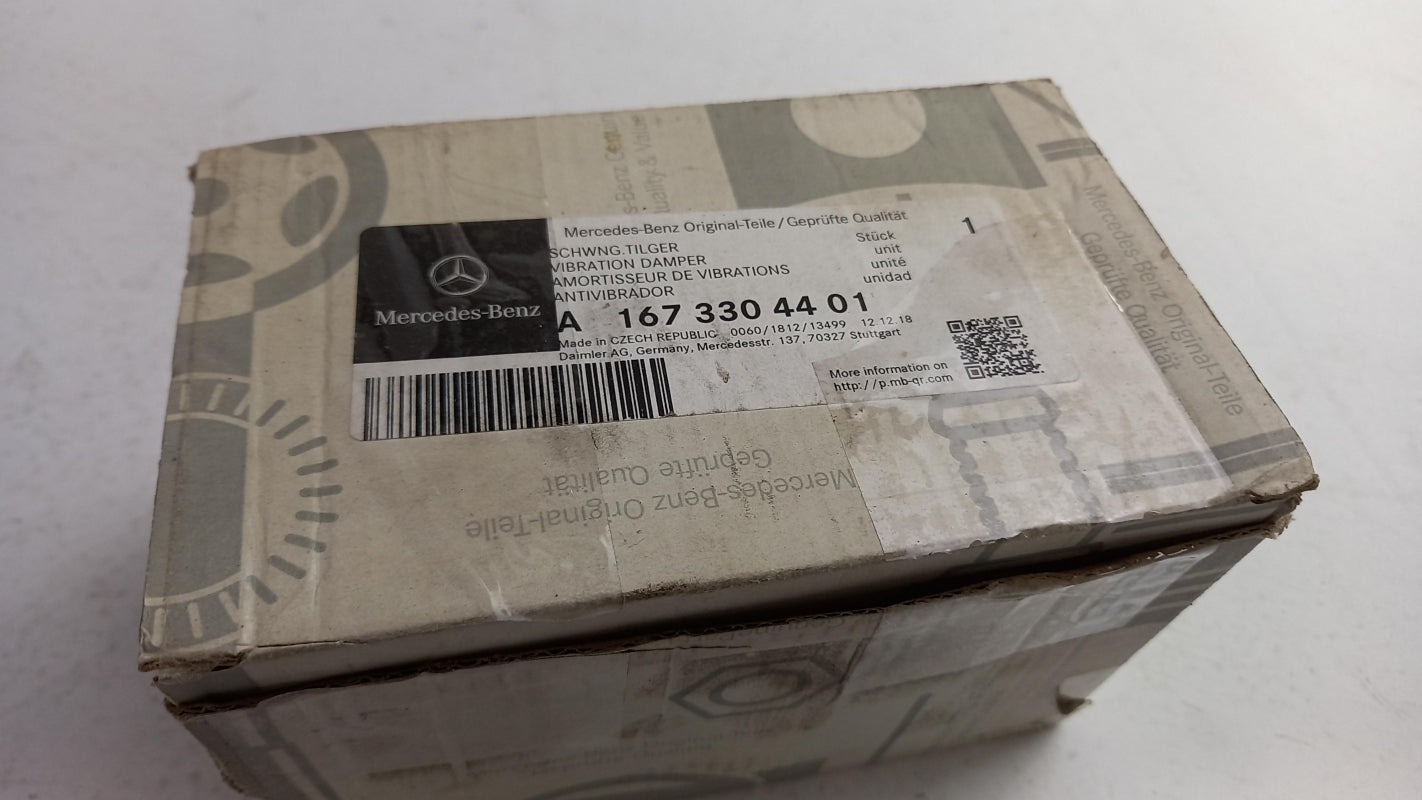 s-Benz
uality & Value
Mercedes-Benz Original-Teile
Geprüfte Qualität
Mercedes-Benz
Mercedes-Benz Original-Teile / Geprüfte Qualität
SCHWNG.TILGER
VIBRATION DAMPER
AMORTISSEUR DE VIBRATIONS
ANTIVIBRADOR
Stück
unit
unité
unidad
1
A 167 330 44 01
Made in CZECH REPUBLIC 0060/1812/13499 12.12.18
Daimler AG, Germany, Mercedesstr. 137, 70327 Stuttgart
More information on
http://p.mb-qr.com
Mercedes-Benz Original-Teile
Geprüfte Qualität